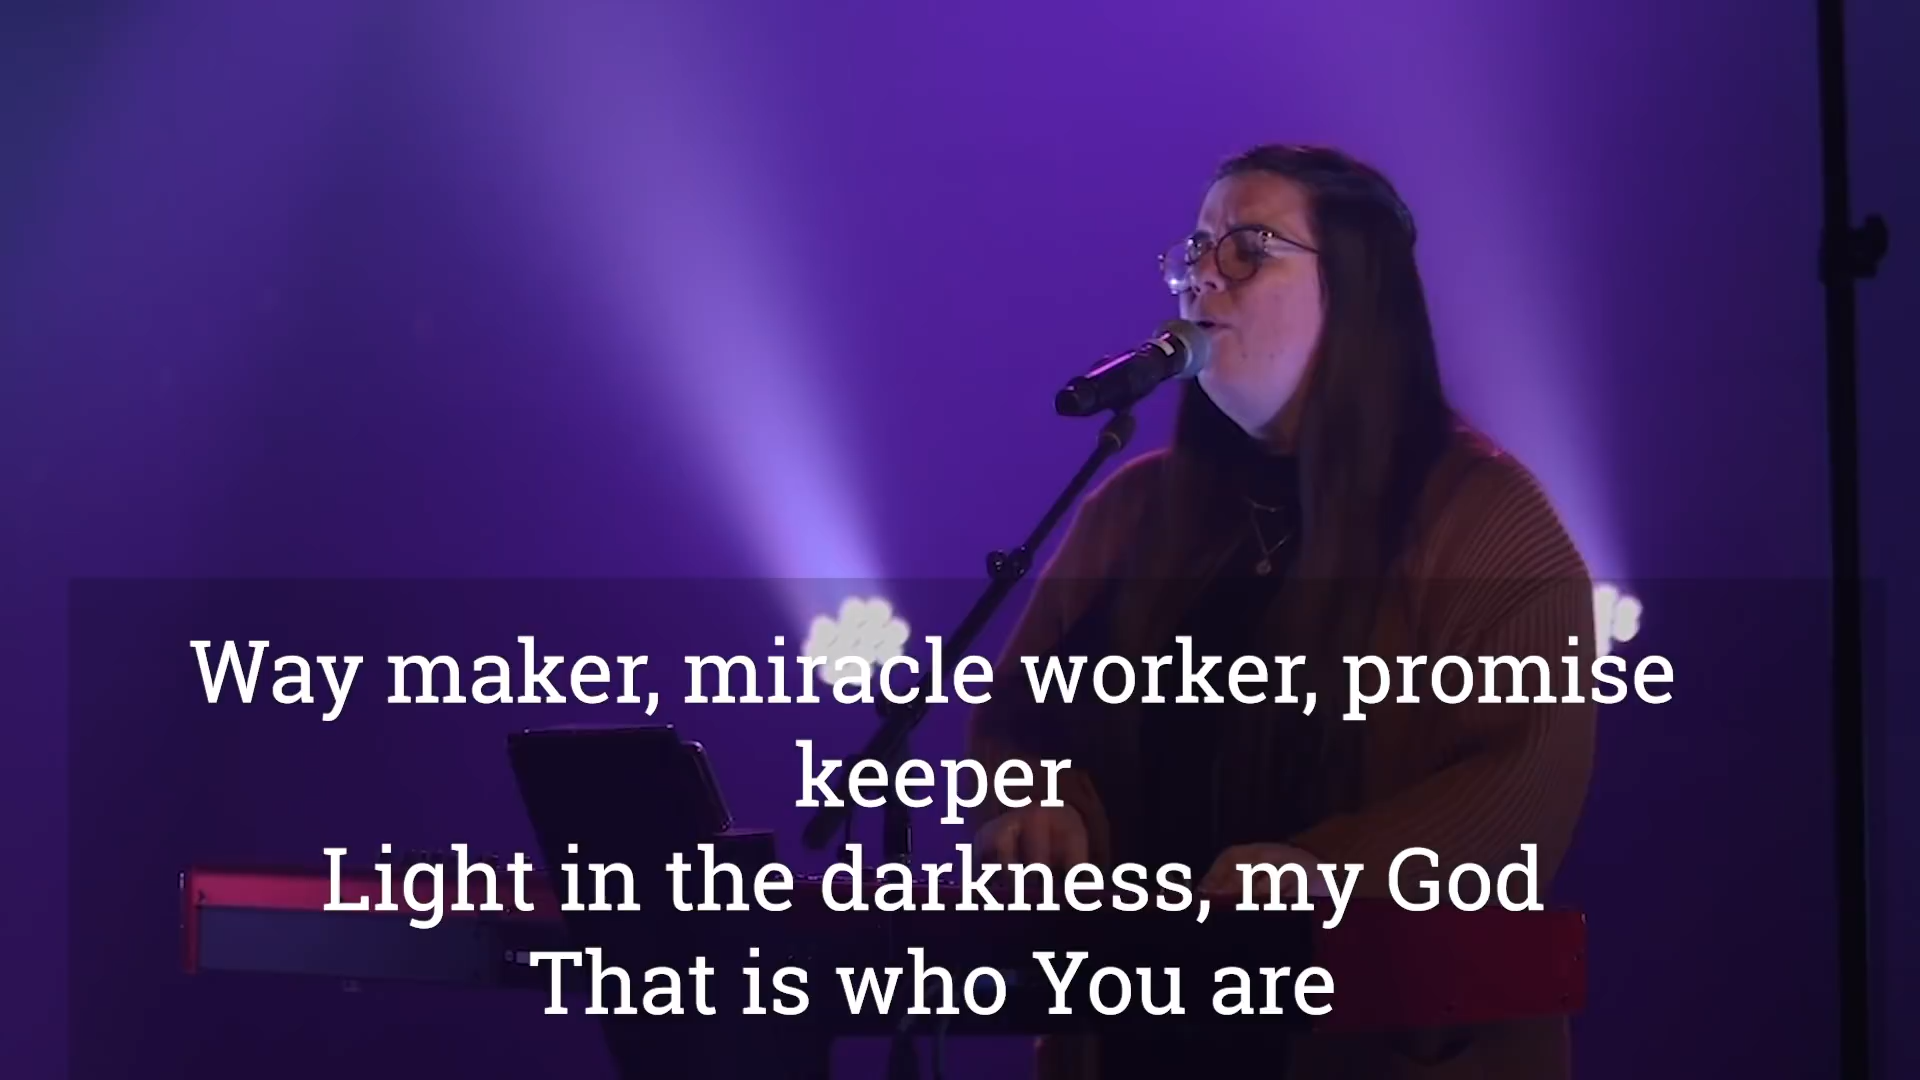 Way maker, miracle worker, promise
keeper
Light in the darkness, my God
That is who You are